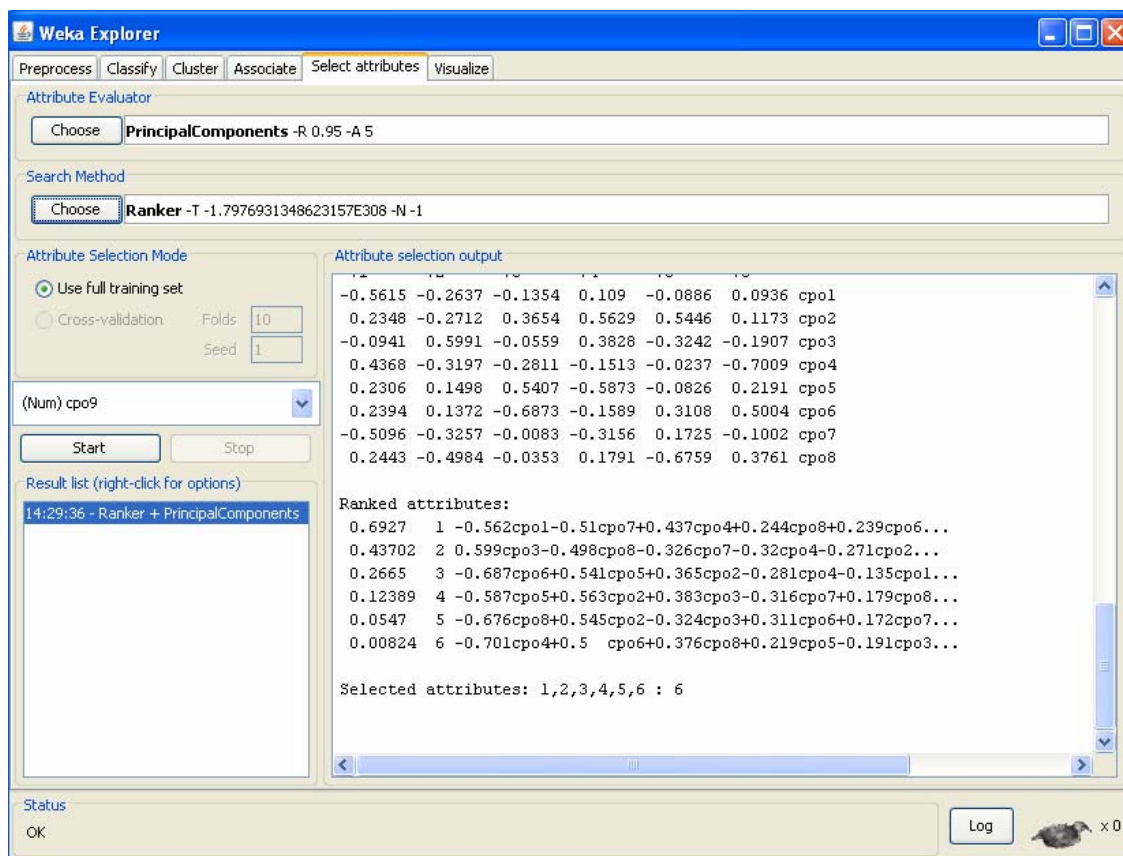 Weka Explorer
Preprocess Classify Cluster Associate Select attributes Visualize
Attribute Evaluator
Choose PrincipalComponents -R 0.95 -A 5
Search Method
Choose Ranker -T -1.7976931348623157E308 -N -1
Attribute Selection Mode
Use full training set
Cross-validation Folds 10
Seed 1
(Num) cpo9
Start Stop
Result list (right-click for options)
14:29:36 - Ranker + PrincipalComponents
Attribute selection output
-0.5615 -0.2637 -0.1354 0.109 -0.0886 0.0936 cpo1
0.2348 -0.2712 0.3654 0.5629 0.5446 0.1173 cpo2
-0.0941 0.5991 -0.0559 0.3828 -0.3242 -0.1907 cpo3
0.4368 -0.3197 -0.2811 -0.1513 -0.0237 -0.7009 cpo4
0.2306 0.1498 0.5407 -0.5873 -0.0826 0.2191 cpo5
0.2394 0.1372 -0.6873 -0.1589 0.3108 0.5004 cpo6
-0.5096 -0.3257 -0.0083 -0.3156 0.1725 -0.1002 cpo7
0.2443 -0.4984 -0.0353 0.1791 -0.6759 0.3761 cpo8
Ranked attributes:
0.6927 1 -0.562cpo1-0.51cpo7+0.437cpo4+0.244cpo8+0.239cpo6...
0.43702 2 0.599cpo3-0.498cpo8-0.326cpo7-0.32cpo4-0.271cpo2...
0.2665 3 -0.687cpo6+0.541cpo5+0.365cpo2-0.281cpo4-0.135cpo1...
0.12389 4 -0.587cpo5+0.563cpo2+0.383cpo3-0.316cpo7+0.179cpo8...
0.0547 5 -0.676cpo8+0.545cpo2-0.324cpo3+0.311cpo6+0.172cpo7...
0.00824 6 -0.701cpo4+0.5 cpo6+0.376cpo8+0.219cpo5-0.191cpo3...
Selected attributes: 1,2,3,4,5,6 : 6
Status
OK
Log
x 0